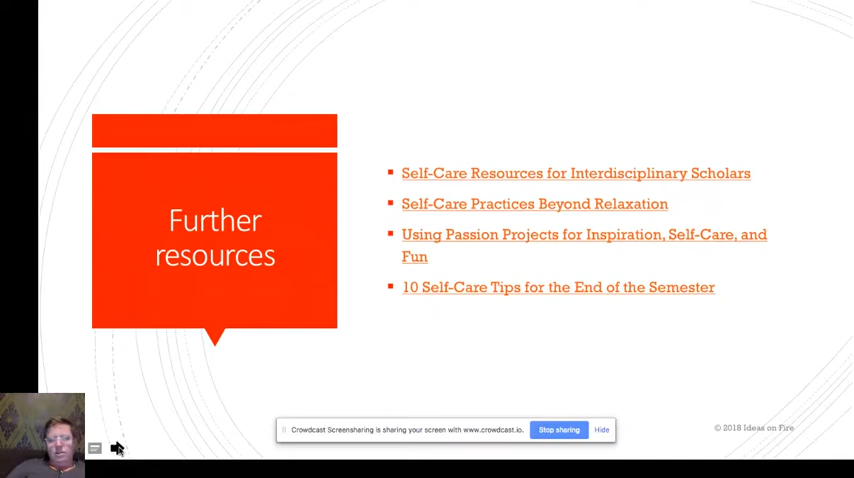 Further
resources
Self-Care Resources for Interdisciplinary Scholars
Self-Care Practices Beyond Relaxation
Using Passion Projects for Inspiration, Self-Care, and
Fun
10 Self-Care Tips for the End of the Semester
Crowdcast Screensharing is sharing your screen with www.crowdcast.io.
Stop sharing
Hide
© 2018 Ideas on Fire